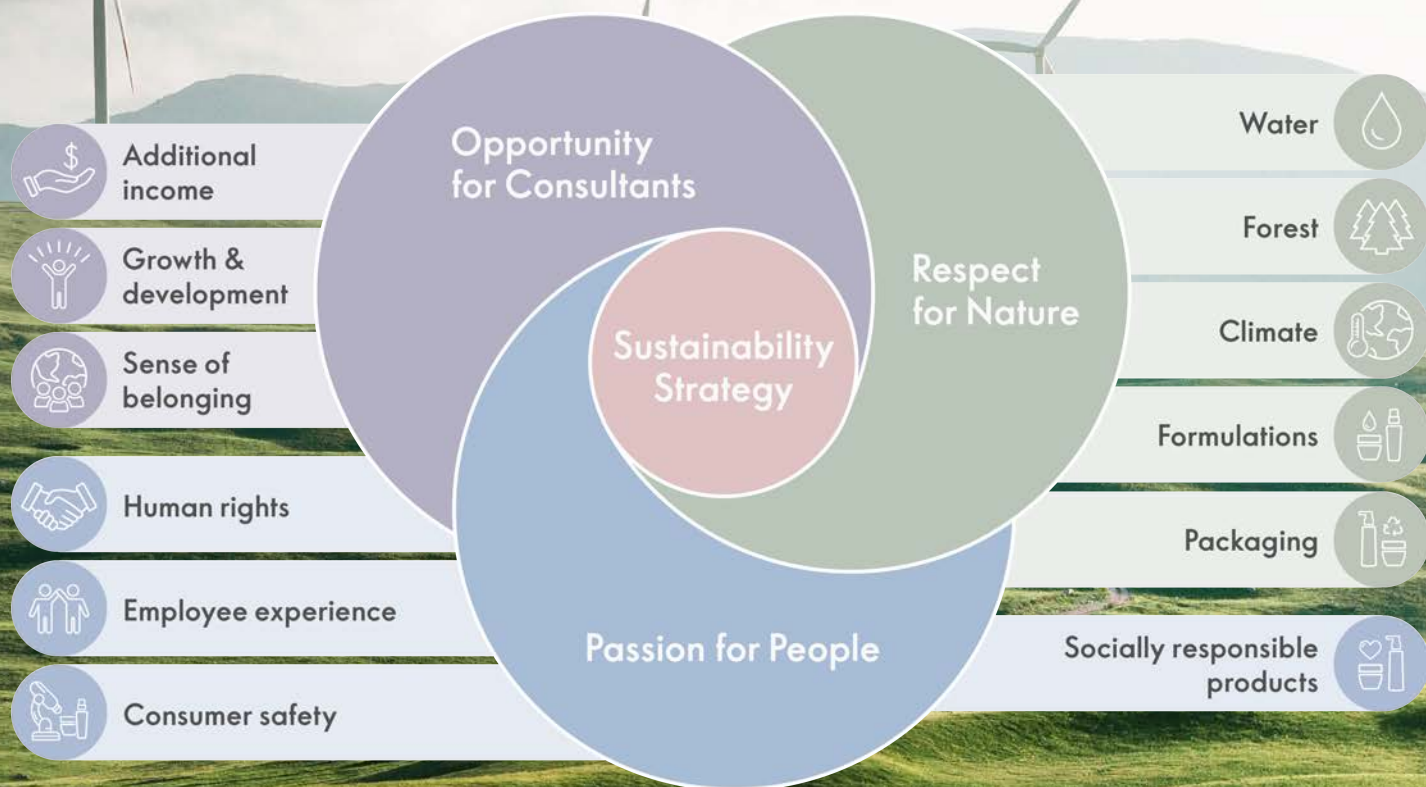 Opportunity
for Consultants
Respect
for Nature
Sustainability
Strategy
Passion for People
Additional
income
Growth &
development
Sense of
belonging
Human rights
Employee experience
Consumer safety
Water
Forest
Climate
Formulations
Packaging
Socially responsible
products